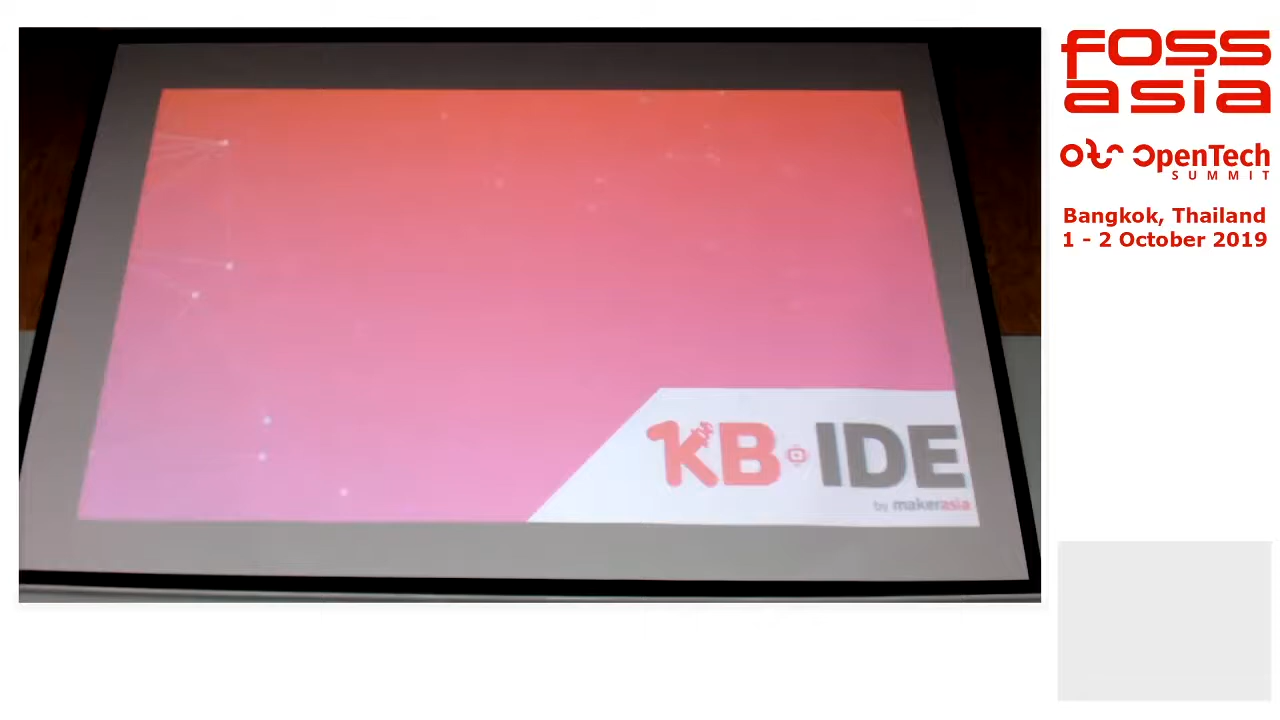 KB IDE
by makerasia
foss
asia
OpenTech
SUMMIT
Bangkok, Thailand
1 - 2 October 2019